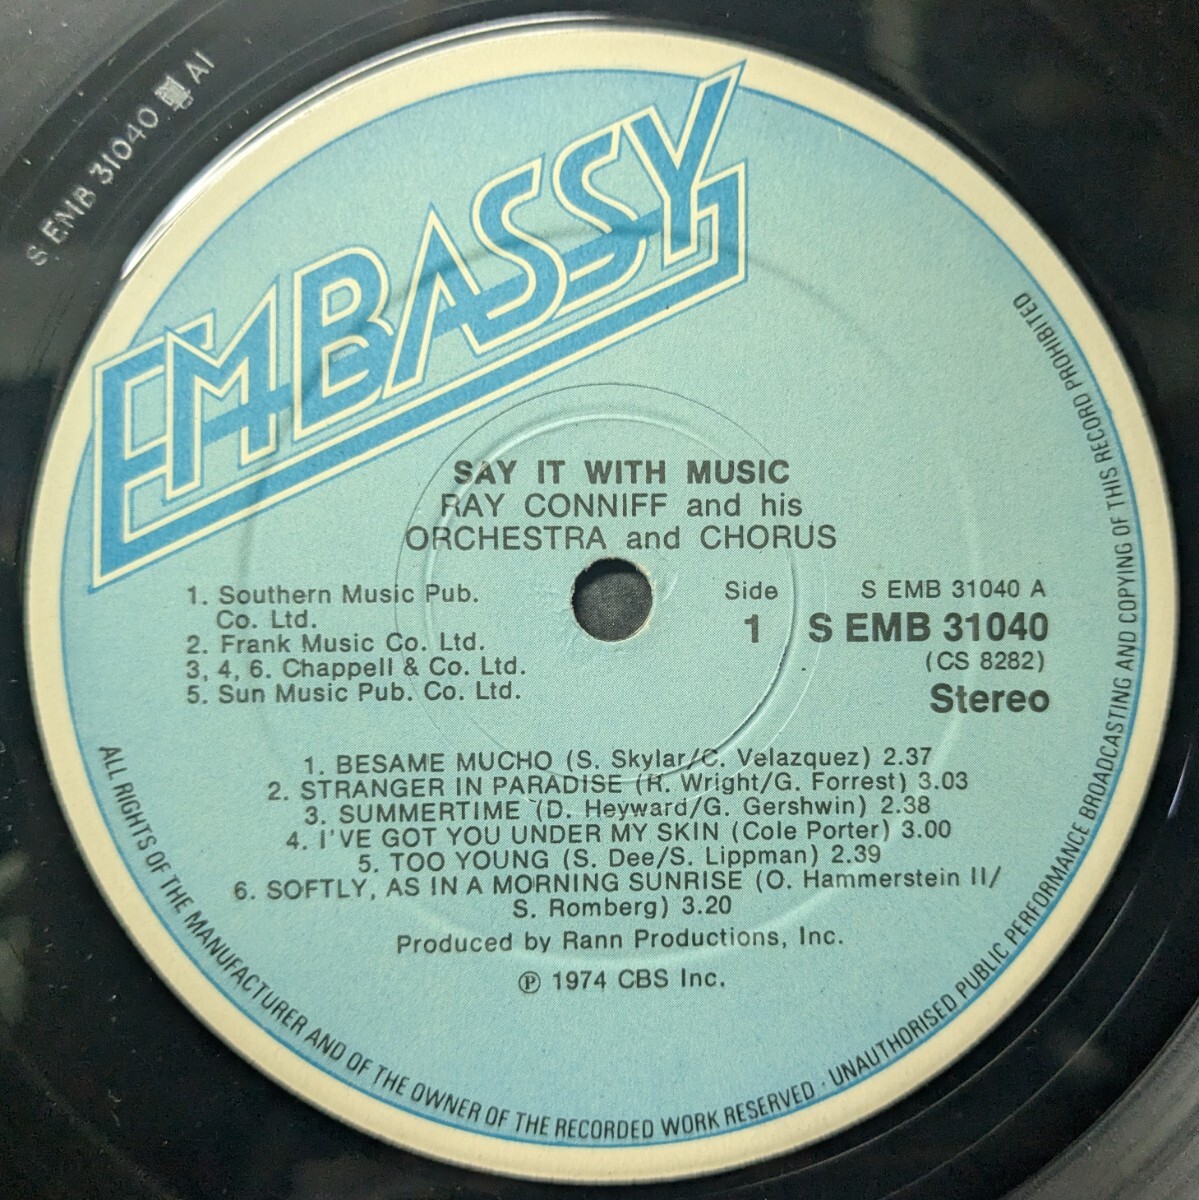 S EMB 31040 A1
EMBASSY
SAY IT WITH MUSIC
RAY CONNIFF and his
ORCHESTRA and CHORUS
1. Southern Music Pub.
Co. Ltd.
2. Frank Music Co. Ltd.
3, 4, 6. Chappell & Co. Ltd.
5. Sun Music Pub. Co. Ltd.
Side
1
S EMB 31040 A
S EMB 31040
(CS 8282)
Stereo
1. BESAME MUCHO (S. Skylar/C. Velazquez) 2.37
2. STRANGER IN PARADISE (R. Wright/G. Forrest) 3.03
3. SUMMERTIME (D. Heyward/G. Gershwin) 2.38
4. I'VE GOT YOU UNDER MY SKIN (Cole Porter) 3.00
5. TOO YOUNG (S. Dee/S. Lippman) 2.39
6. SOFTLY, AS IN A MORNING SUNRISE (O. Hammerstein II/
S. Romberg) 3.20
Produced by Rann Productions, Inc.
℗ 1974 CBS Inc.
ALL RIGHTS OF THE MANUFACTURER AND OF THE OWNER OF THE RECORDED WORK RESERVED · UNAUTHORISED PUBLIC PERFORMANCE BROADCASTING AND COPYING OF THIS RECORD PROHIBITED